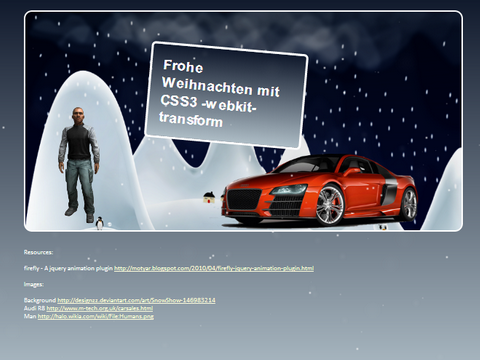 Frohe
Weihnachten mit
CSS3 -webkit-
transform
Resources:
firefly - A jquery animation plugin http://motyar.blogspot.com/2010/04/firefly-jquery-animation-plugin.html
Images:
Background http://designzz.deviantart.com/art/SnowShow-146983214
Audi R8 http://www.m-tech.org.uk/carsales.html
Man http://halo.wikia.com/wiki/File:Humans.png